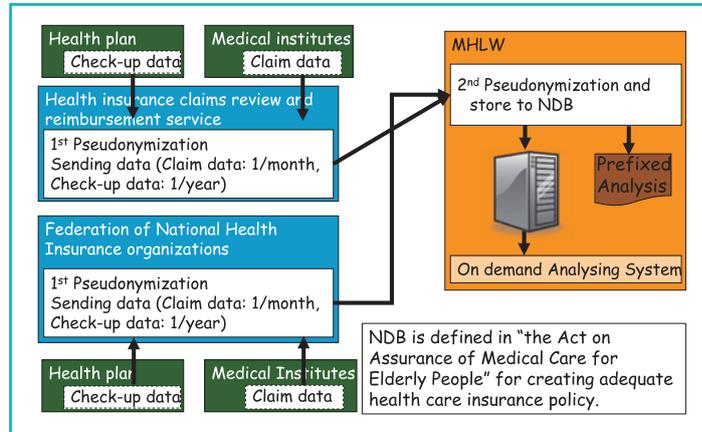 Health plan
Check-up data
Medical institutes
Claim data
Health insurance claims review and
reimbursement service
1st Pseudonymization
Sending data (Claim data: 1/month,
Check-up data: 1/year)
Federation of National Health
Insurance organizations
1st Pseudonymization
Sending data (Claim data: 1/month,
Check-up data: 1/year)
Health plan
Check-up data
Medical Institutes
Claim data
MHLW
2nd Pseudonymization and
store to NDB
Prefixed
Analysis
On demand Analysing System
NDB is defined in “the Act on
Assurance of Medical Care for
Elderly People” for creating adequate
health care insurance policy.